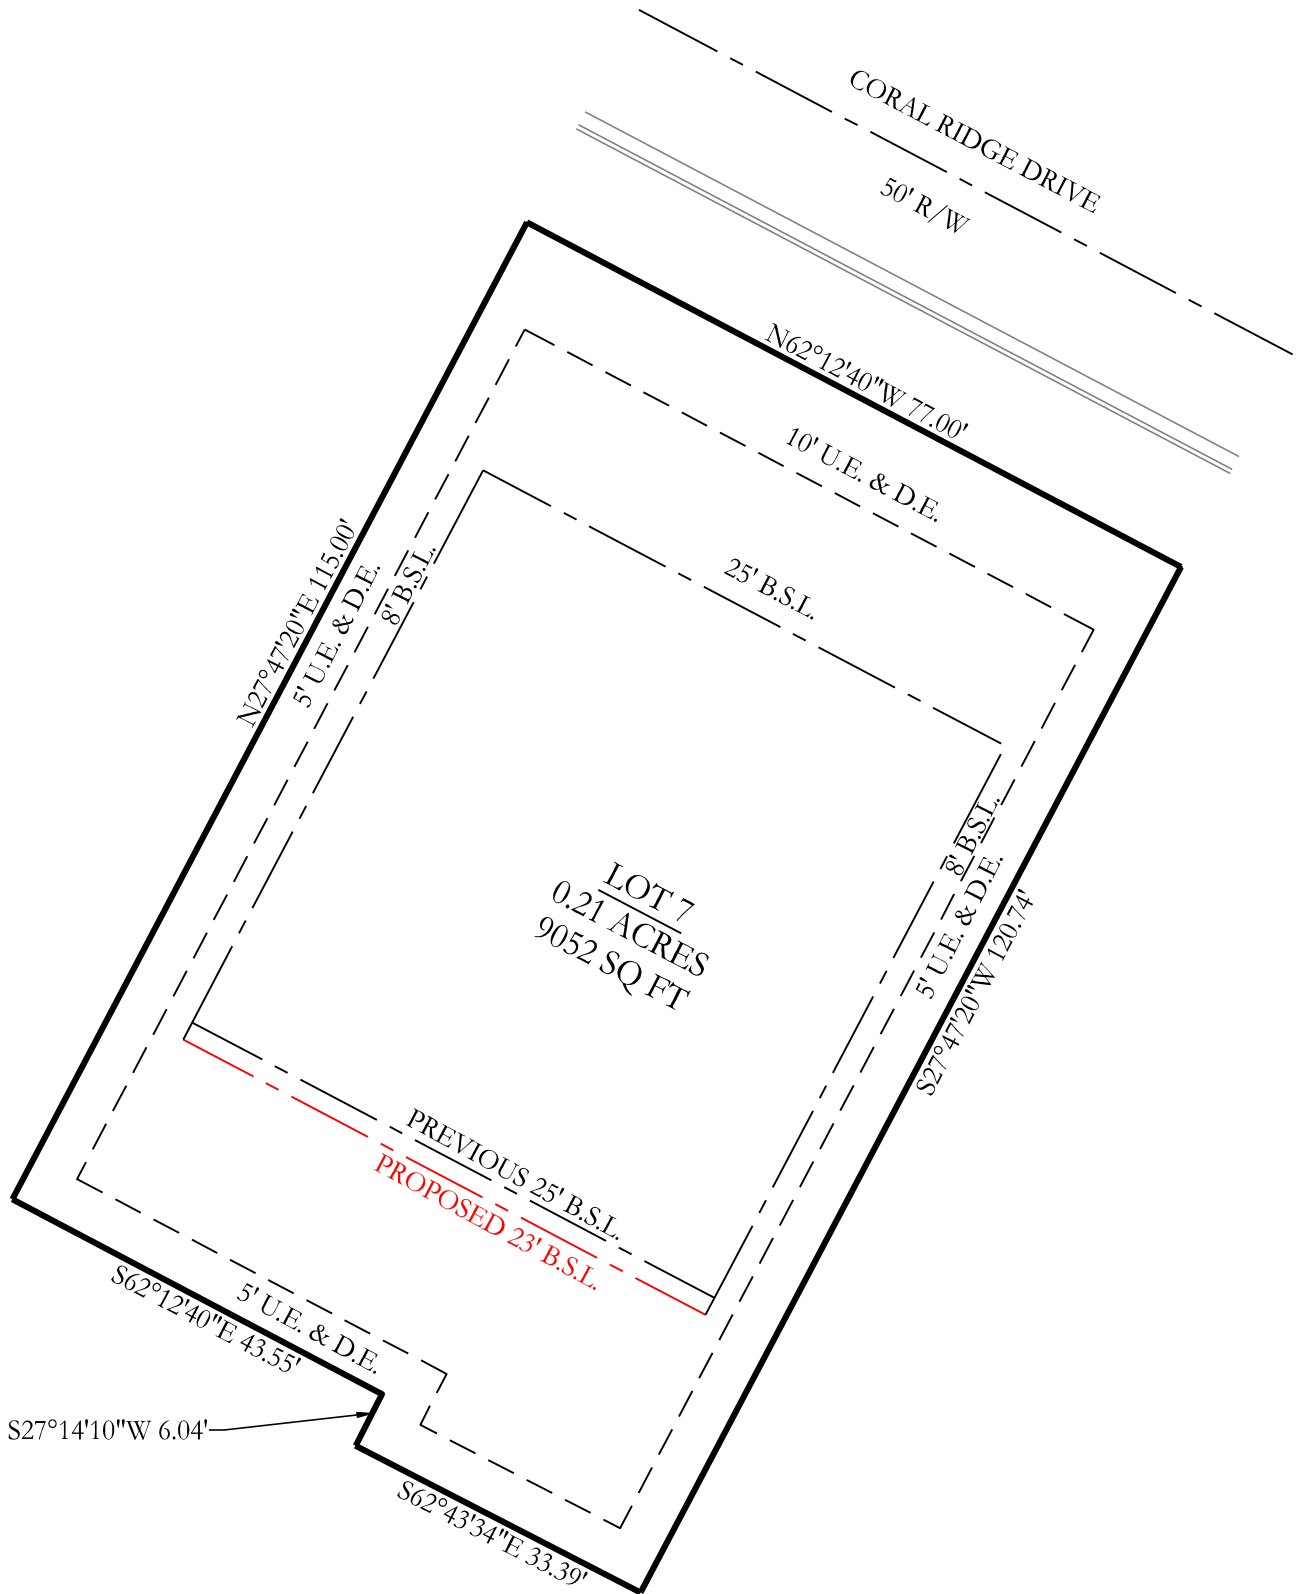 CORAL RIDGE DRIVE
50' R/W
N62°12'40"W 77.00'
10' U.E. & D.E.
25' B.S.L.
N27°47'20"E 115.00'
5' U.E. & D.E.
8' B.S.L.
8' B.S.L.
5' U.E. & D.E.
S27°47'20"W 120.74'
LOT 7
0.21 ACRES
9052 SQ FT
PREVIOUS 25' B.S.L.
PROPOSED 23' B.S.L.
5' U.E. & D.E.
S62°12'40"E 43.55'
S27°14'10"W 6.04'
S62°43'34"E 33.39'